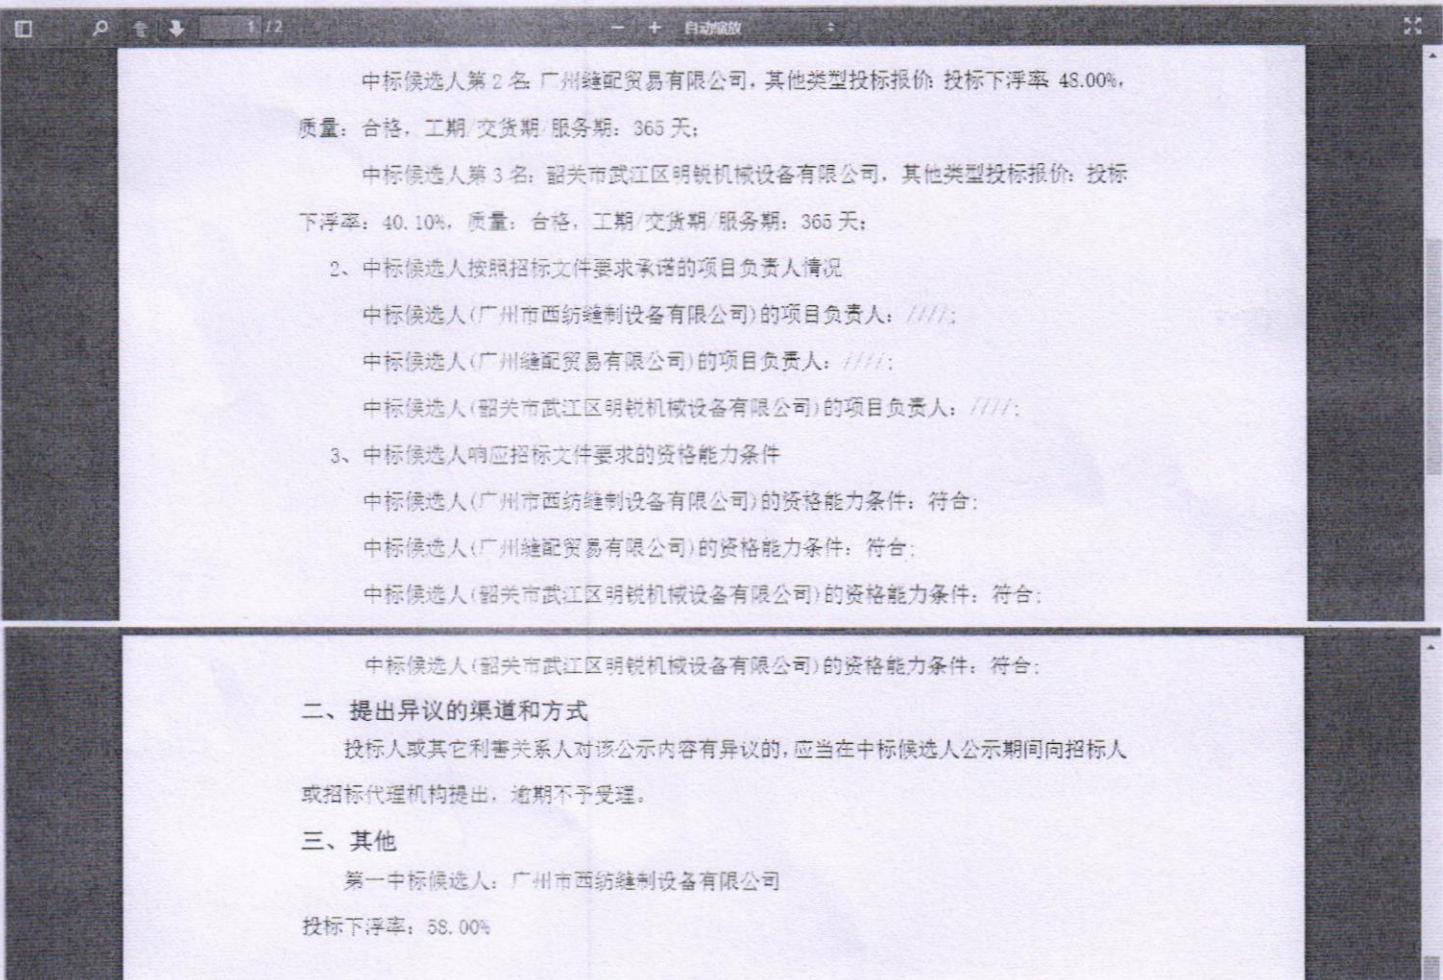 1 / 2
自动缩放
中标候选人第2名: 广州缝配贸易有限公司，其他类型投标报价: 投标下浮率: 48.00%，
质量：合格，工期/交货期/服务期：365 天；
中标候选人第3名：韶关市武江区明锐机械设备有限公司，其他类型投标报价：投标
下浮率：40.10%，质量：合格，工期/交货期/服务期：365 天；
2、中标候选人按照招标文件要求承诺的项目负责人情况
中标候选人(广州市西纺缝制设备有限公司)的项目负责人：////;
中标候选人(广州缝配贸易有限公司)的项目负责人：////;
中标候选人(韶关市武江区明锐机械设备有限公司)的项目负责人：////;
3、中标候选人响应招标文件要求的资格能力条件
中标候选人(广州市西纺缝制设备有限公司)的资格能力条件：符合;
中标候选人(广州缝配贸易有限公司)的资格能力条件：符合;
中标候选人(韶关市武江区明锐机械设备有限公司)的资格能力条件：符合;
中标候选人(韶关市武江区明锐机械设备有限公司)的资格能力条件：符合;
二、提出异议的渠道和方式
投标人或其它利害关系人对该公示内容有异议的，应当在中标候选人公示期间向招标人
或招标代理机构提出，逾期不予受理。
三、其他
第一中标候选人：广州市西纺缝制设备有限公司
投标下浮率：58.00%